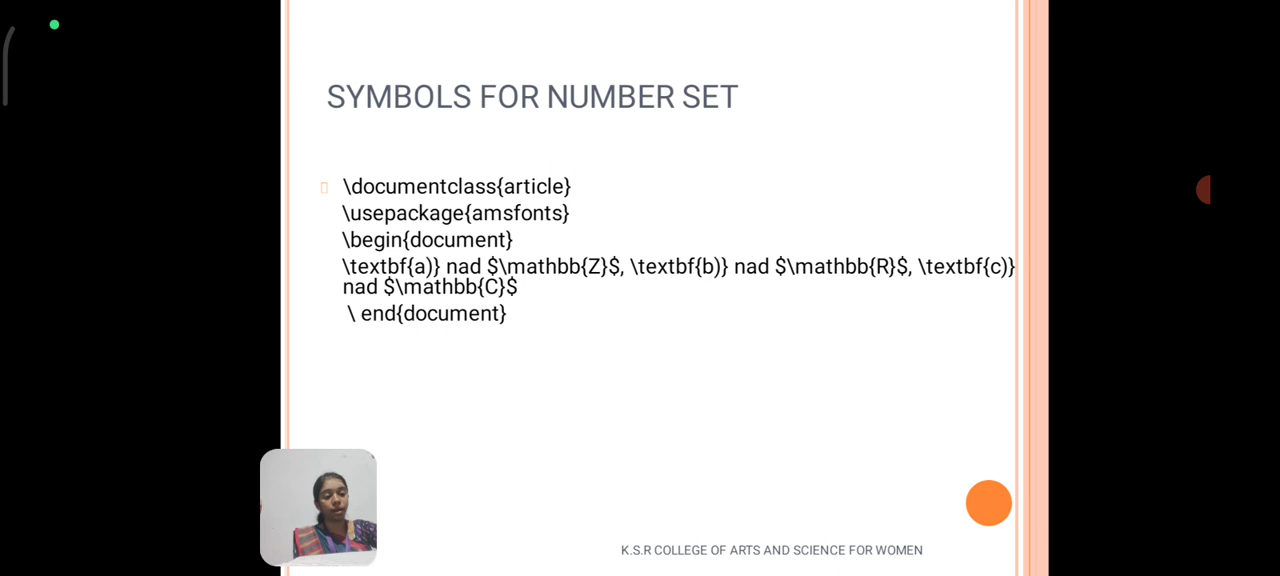 SYMBOLS FOR NUMBER SET
\documentclass{article}
\usepackage{amsfonts}
\begin{document}
\textbf{a)} nad $\mathbb{Z}$, \textbf{b)} nad $\mathbb{R}$, \textbf{c)}
nad $\mathbb{C}$
\ end{document}
K.S.R COLLEGE OF ARTS AND SCIENCE FOR WOMEN